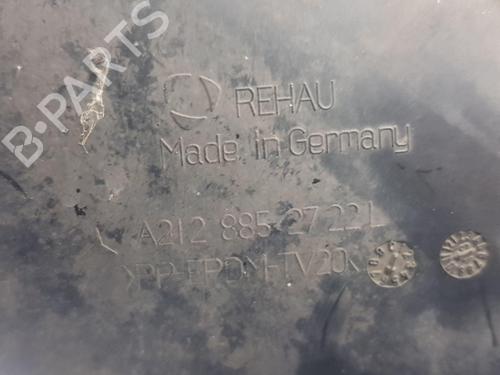 B-PARTS
REHAU
Made in Germany
A212 885 27 22 L
>PP-EPDM-TV20<